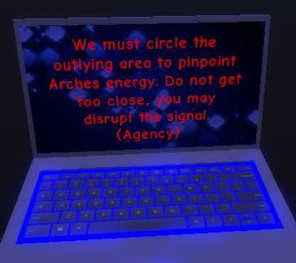 We must circle the
outlying area to pinpoint
Arches energy. Do not get
too close, you may
disrupt the signal.
(Agency)